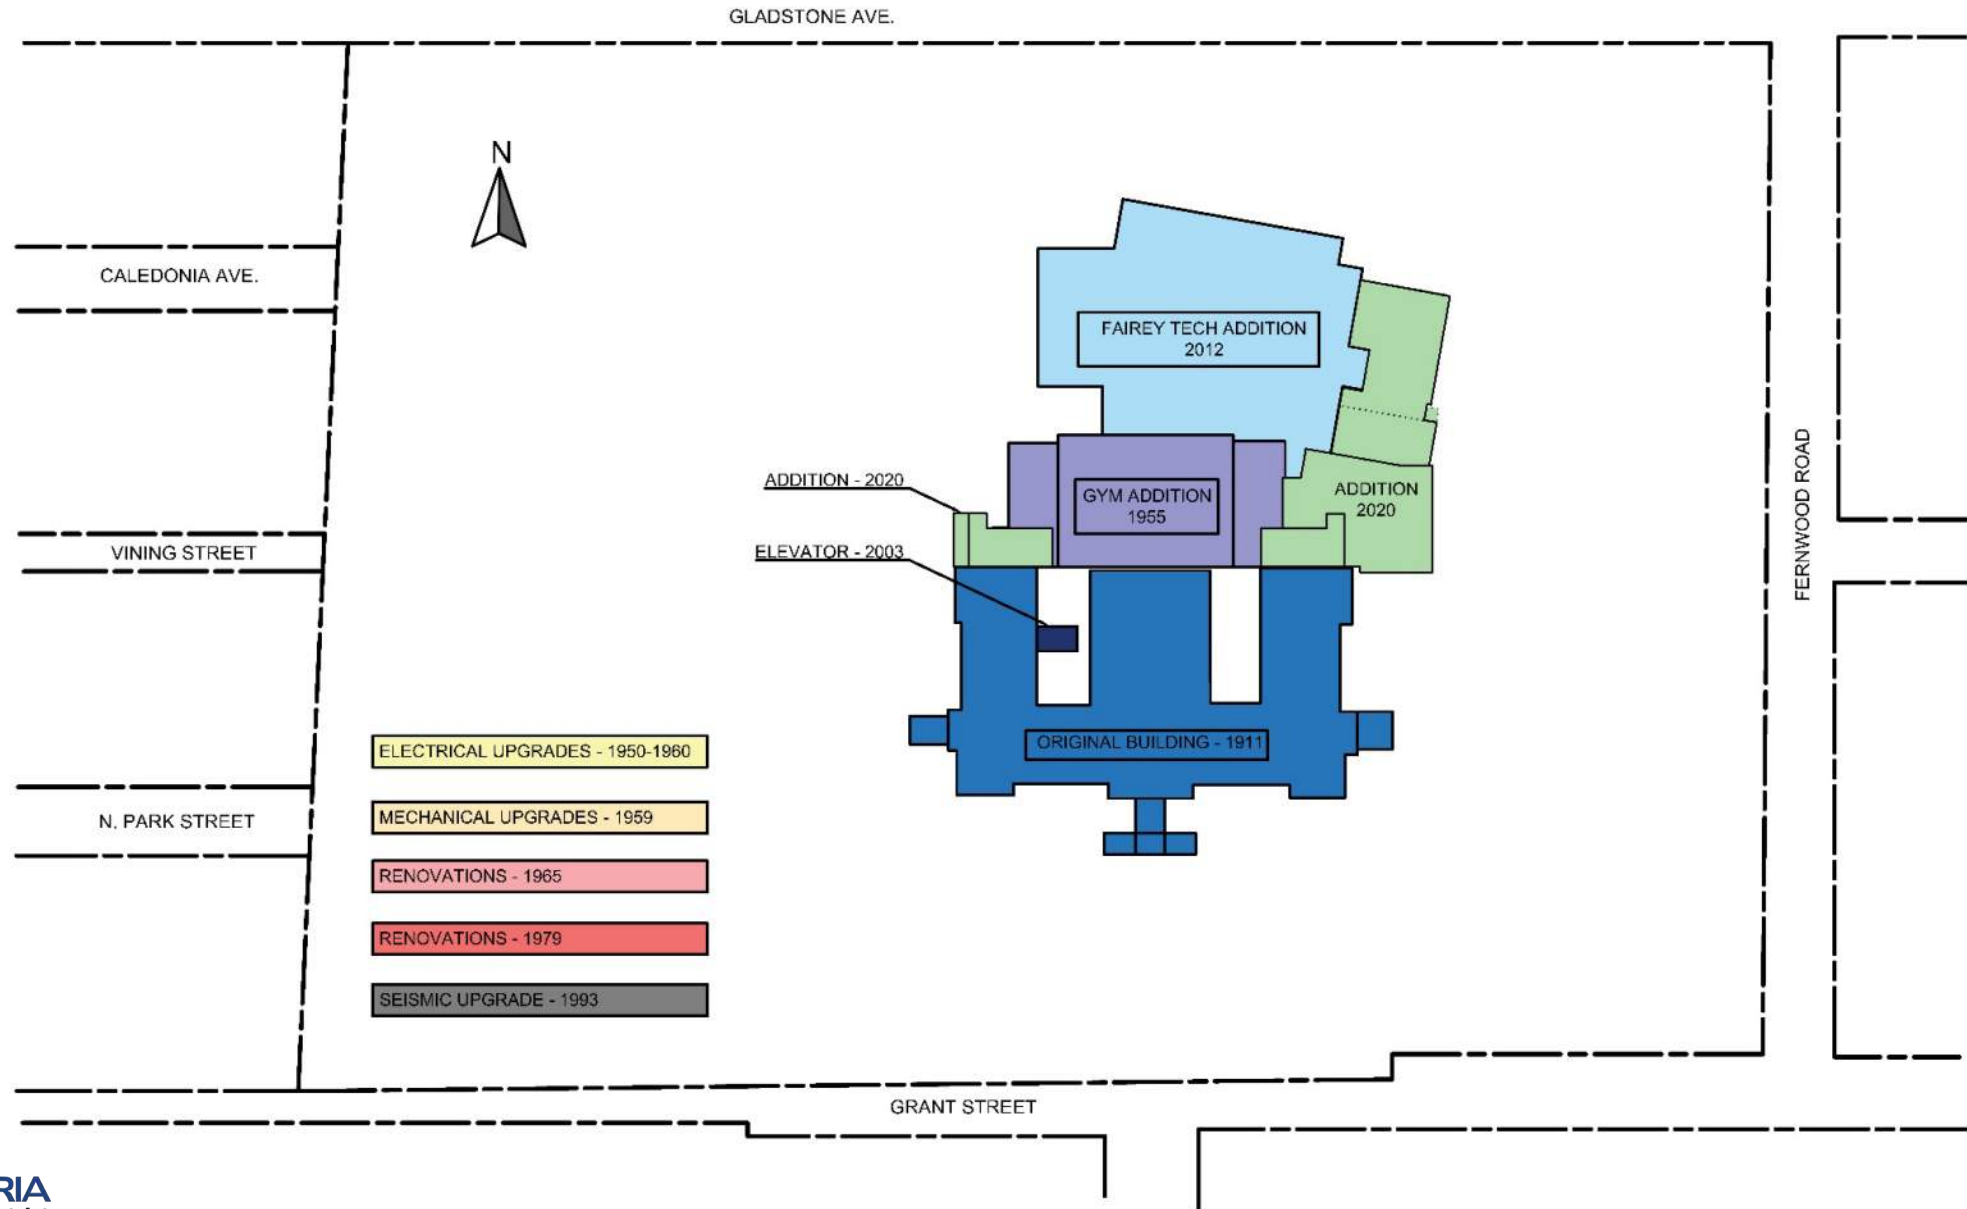 GLADSTONE AVE.
N
CALEDONIA AVE.
FAIREY TECH ADDITION
2012
ADDITION - 2020
GYM ADDITION
1955
ADDITION
2020
FERNWOOD ROAD
VINING STREET
ELEVATOR - 2003
ORIGINAL BUILDING - 1911
ELECTRICAL UPGRADES - 1950-1960
N. PARK STREET
MECHANICAL UPGRADES - 1959
RENOVATIONS - 1965
RENOVATIONS - 1979
SEISMIC UPGRADE - 1993
GRANT STREET
RIA